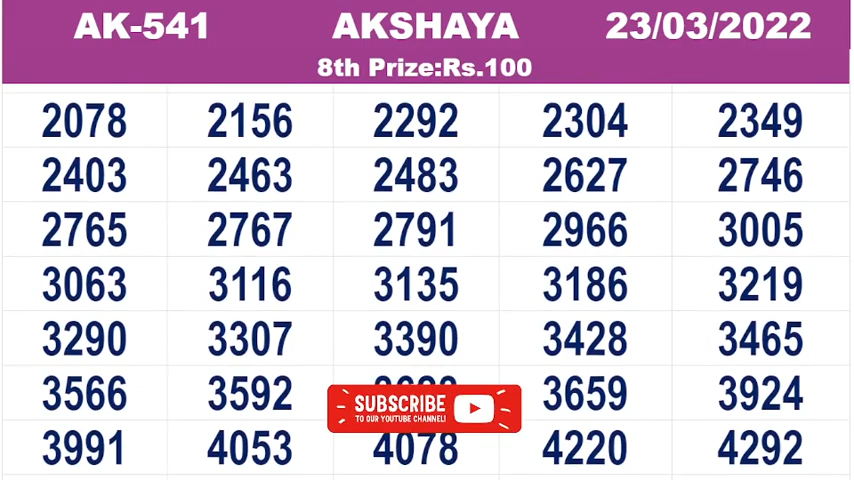 AK-541 AKSHAYA 23/03/2022
8th Prize:Rs.100
2078 2156 2292 2304 2349
2403 2463 2483 2627 2746
2765 2767 2791 2966 3005
3063 3116 3135 3186 3219
3290 3307 3390 3428 3465
3566 3592 3659 3924
SUBSCRIBE
TO OUR YOUTUBE CHANNEL!
3991 4053 4078 4220 4292